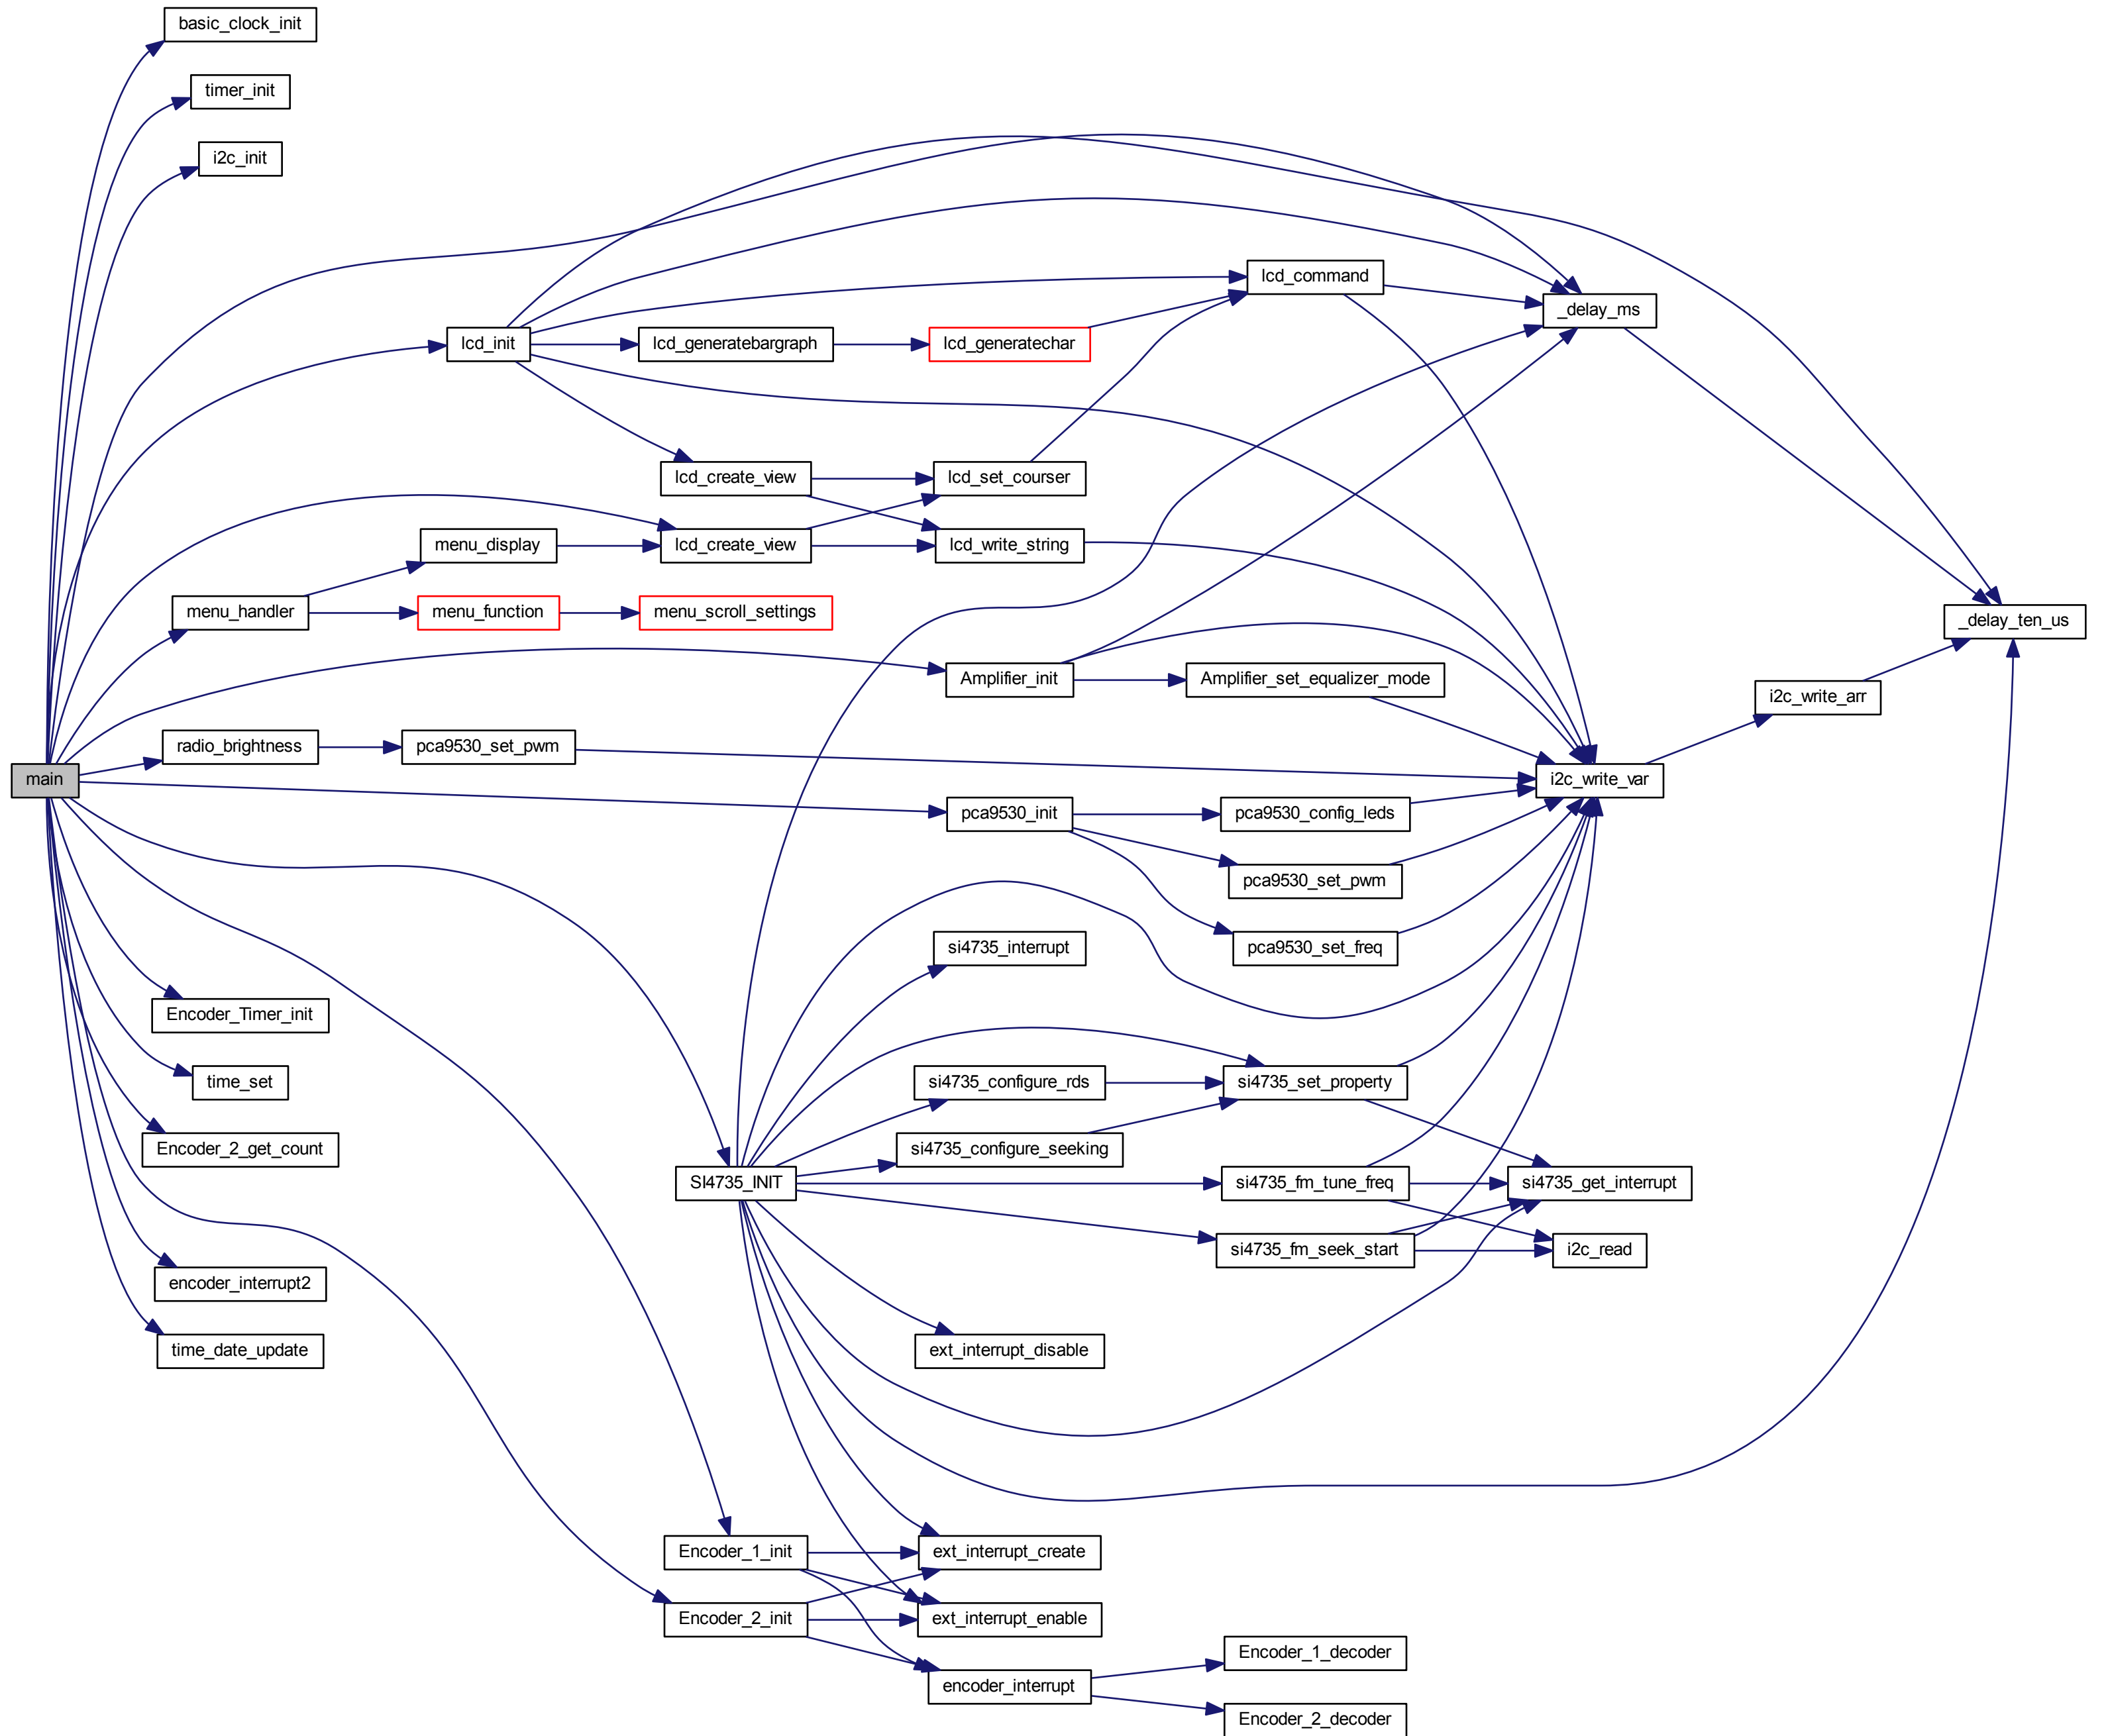 basic_clock_init
timer_init
i2c_init
lcd_command
_delay_ms
lcd_init
lcd_generatebargraph
lcd_generatechar
lcd_create_view
lcd_set_courser
menu_display
lcd_create_view
lcd_write_string
menu_handler
menu_function
menu_scroll_settings
_delay_ten_us
Amplifier_init
Amplifier_set_equalizer_mode
i2c_write_arr
radio_brightness
pca9530_set_pwm
main
i2c_write_var
pca9530_init
pca9530_config_leds
pca9530_set_pwm
si4735_interrupt
pca9530_set_freq
Encoder_Timer_init
time_set
si4735_configure_rds
si4735_set_property
Encoder_2_get_count
si4735_configure_seeking
SI4735_INIT
si4735_fm_tune_freq
si4735_get_interrupt
si4735_fm_seek_start
i2c_read
encoder_interrupt2
time_date_update
ext_interrupt_disable
Encoder_1_init
ext_interrupt_create
Encoder_2_init
ext_interrupt_enable
Encoder_1_decoder
encoder_interrupt
Encoder_2_decoder